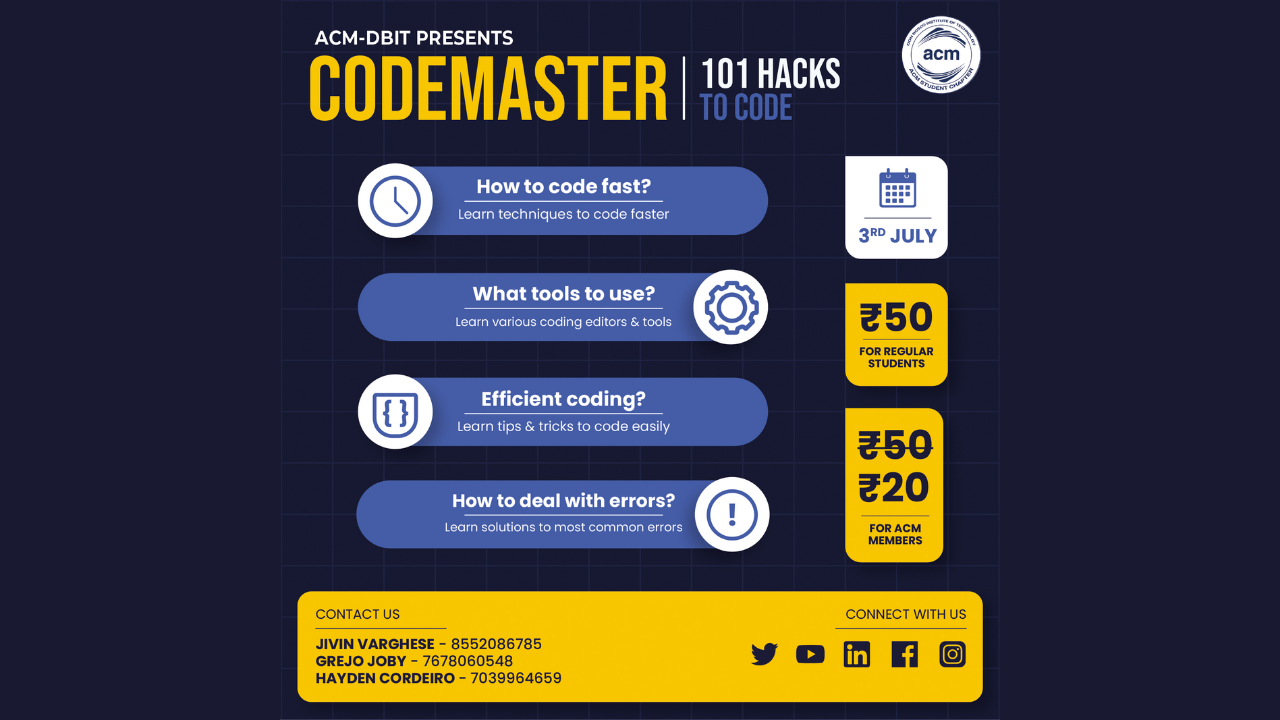 ACM-DBIT PRESENTS
CODEMASTER
101 HACKS
TO CODE
DON BOSCO INSTITUTE OF TECHNOLOGY
acm
ACM STUDENT CHAPTER
How to code fast?
Learn techniques to code faster
What tools to use?
Learn various coding editors & tools
Efficient coding?
Learn tips & tricks to code easily
How to deal with errors?
Learn solutions to most common errors
3RD JULY
₹50
FOR REGULAR
STUDENTS
₹50
₹20
FOR ACM
MEMBERS
CONTACT US
JIVIN VARGHESE - 8552086785
GREJO JOBY - 7678060548
HAYDEN CORDEIRO - 7039964659
CONNECT WITH US